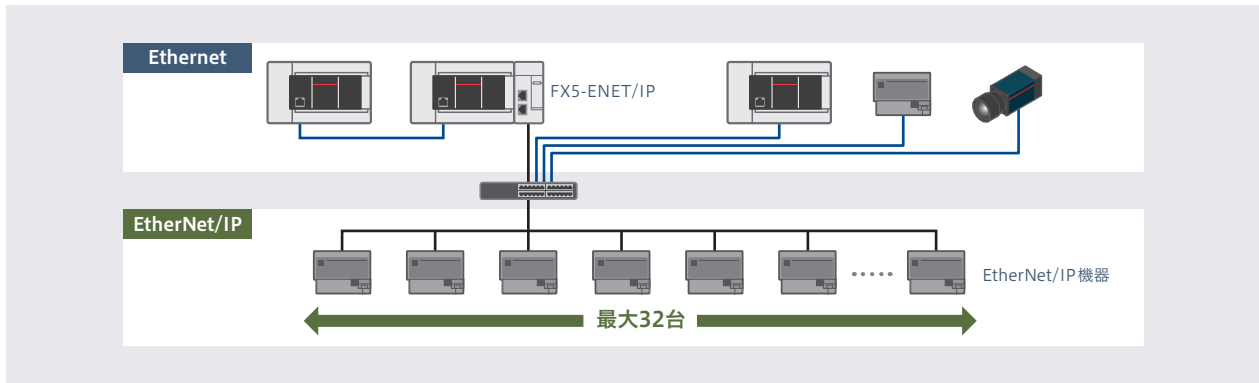 Ethernet
FX5-ENET/IP
EtherNet/IP
EtherNet/IP機器
最大32台